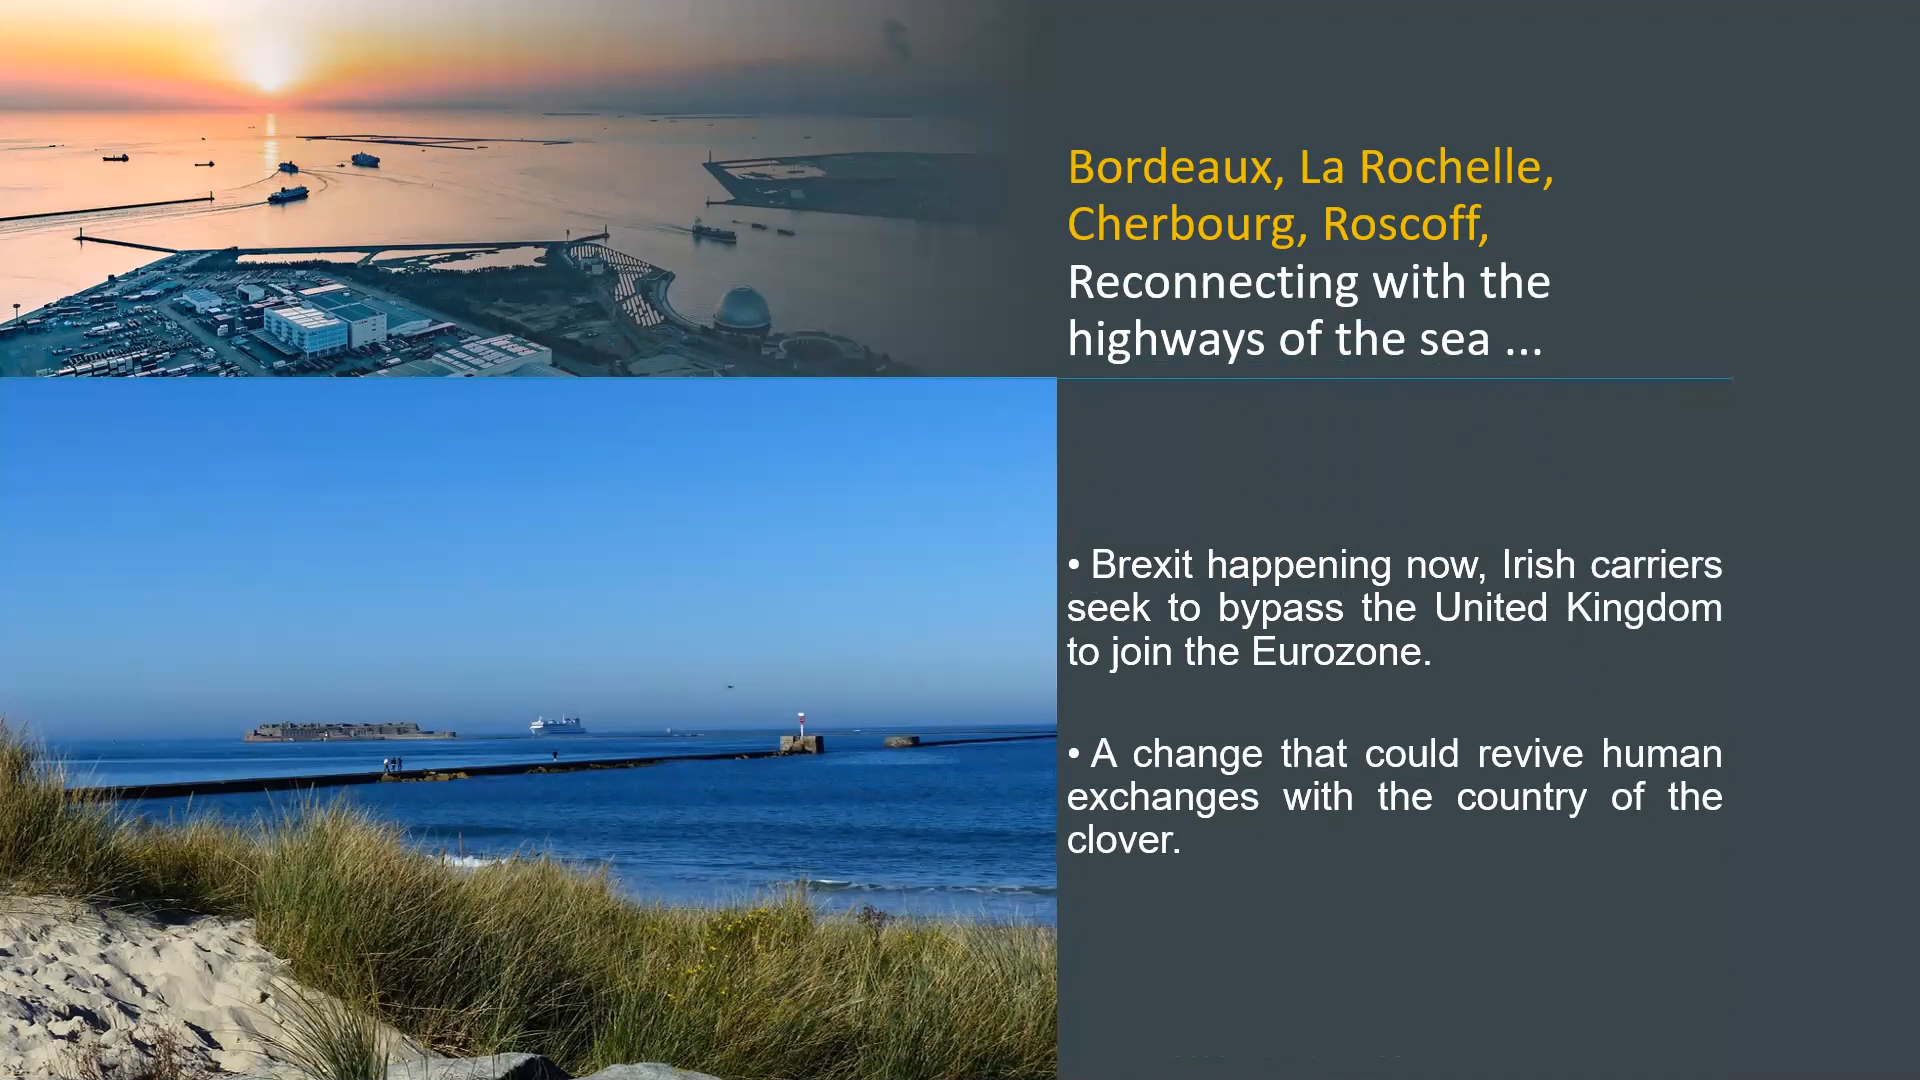 Bordeaux, La Rochelle,
Cherbourg, Roscoff,
Reconnecting with the
highways of the sea ...
• Brexit happening now, Irish carriers
seek to bypass the United Kingdom
to join the Eurozone.
• A change that could revive human
exchanges with the country of the
clover.